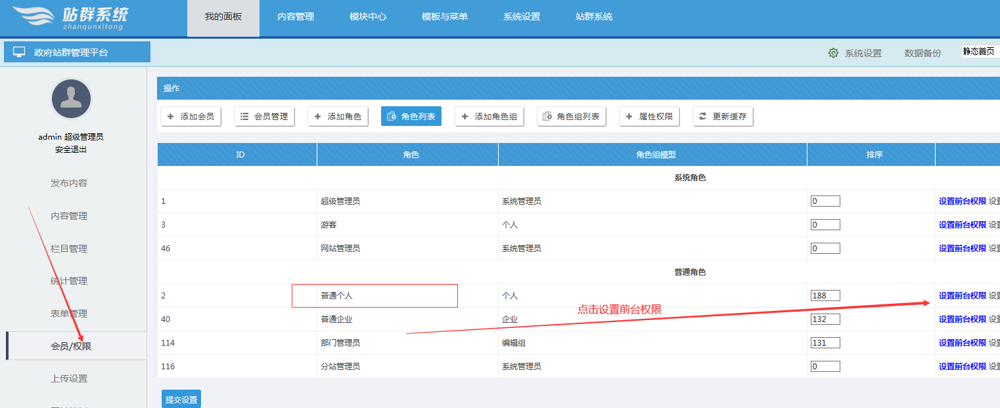 站群系统
zhanqunxitong
我的面板 内容管理 模块中心 模板与菜单 系统设置 站群系统
政府站群管理平台 系统设置 数据备份 静态首页
admin 超级管理员
安全退出
发布内容
内容管理
栏目管理
统计管理
表单管理
会员/权限
上传设置
操作
添加会员 会员管理 添加角色 角色列表 添加角色组 角色组列表 属性权限 更新缓存
ID 角色 角色组模型 排序
系统角色
1 超级管理员 系统管理员 0 设置前台权限 设置
3 游客 个人 0 设置前台权限 设置
46 网站管理员 系统管理员 0 设置前台权限 设置
普通角色
2 普通个人 个人 188 设置前台权限 设置
点击设置前台权限
40 普通企业 企业 132 设置前台权限 设置
114 部门管理员 编辑组 131 设置前台权限 设置
116 分站管理员 系统管理员 0 设置前台权限 设置
提交设置